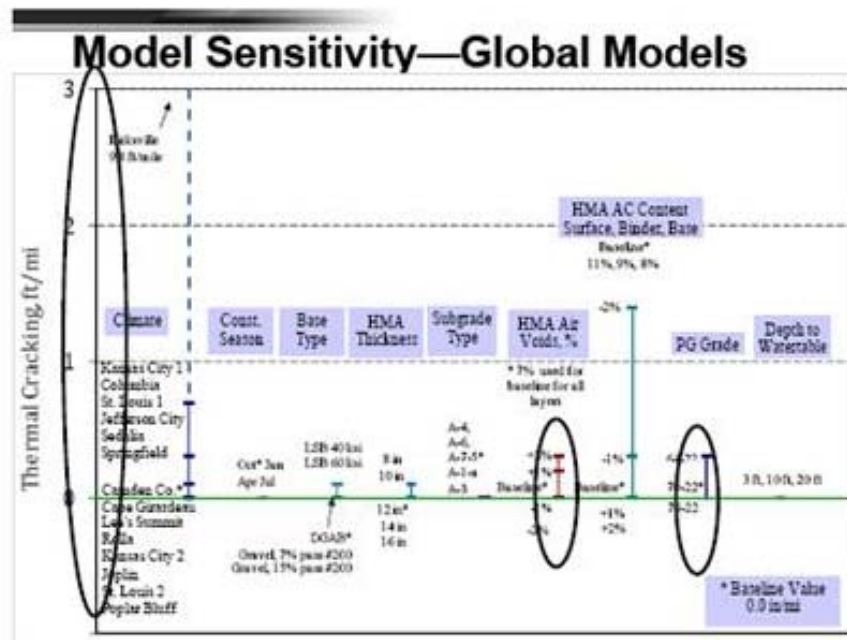 Model Sensitivity—Global Models
3
2
1
0
Thermal Cracking, ft/mi
Climate
Kansas City 1
Columbia
St. Louis 1
Jefferson City
Sedalia
Springfield
Camden Co.*
Cape Girardeau
Lee's Summit
Rolla
Kansas City 2
Joplin
St. Louis 2
Poplar Bluff
Const.
Season
Oct* Jun
Apr Jul
Base
Type
LSB 40 ksi
LSB 60 ksi
DGAB*
Gravel, 7% pass #200
Gravel, 15% pass #200
HMA
Thickness
8 in
10 in
12 in*
14 in
16 in
Subgrade
Type
A-4,
A-6,
A-7-5*
A-1-a
A-3
HMA Air
Voids, %
* 7% used for
baseline for all
layers
Baseline*
HMA AC Content
Surface, Binder, Base
Baseline*
11%, 9%, 8%
-2%
-1%
Baseline*
+1%
+2%
PG Grade
Depth to
Watertable
3 ft, 10 ft, 20 ft
* Baseline Value
0.0 in/mi